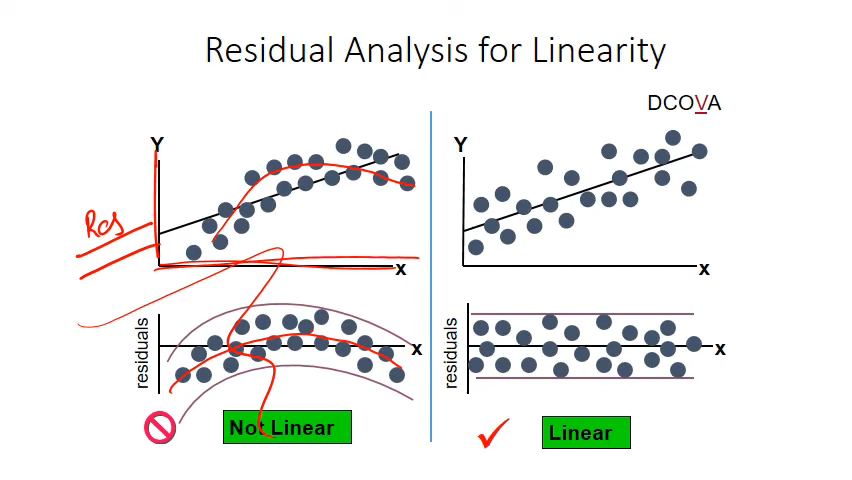 Residual Analysis for Linearity
DCOVA
Y
Res
x
residuals
x
Not Linear
Y
x
residuals
x
Linear